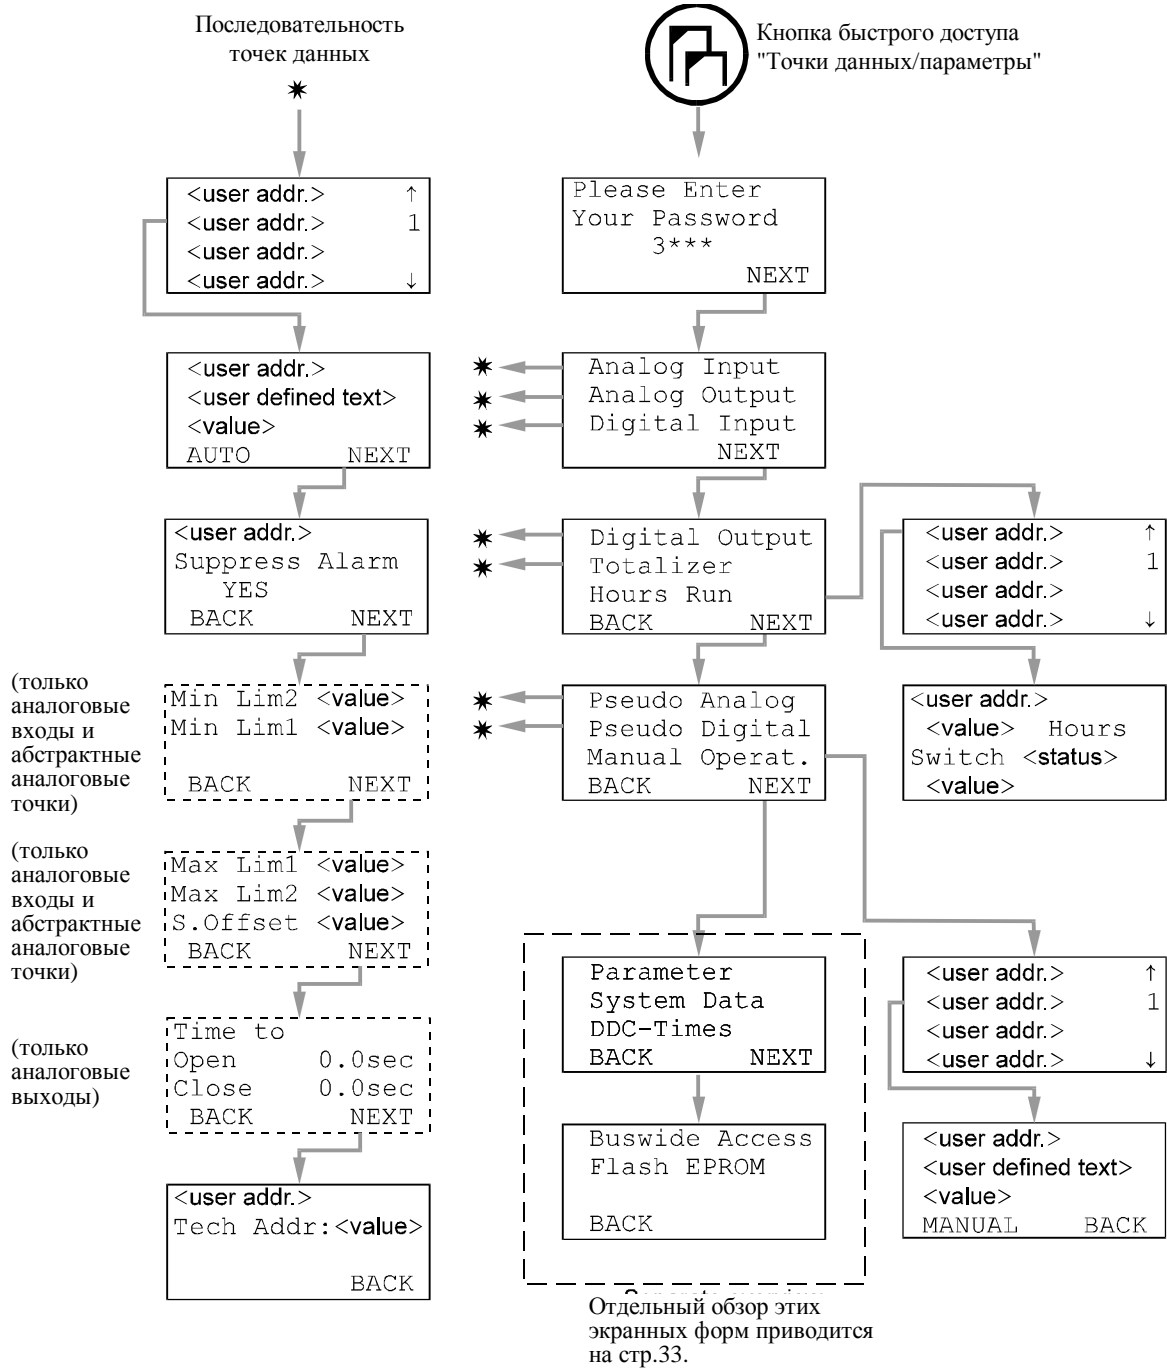 Последовательность
точек данных
Кнопка быстрого доступа
"Точки данных/параметры"
<user addr.> ↑
<user addr.> 1
<user addr.>
<user addr.> ↓
<user addr.>
<user defined text>
<value>
AUTO NEXT
<user addr.>
Suppress Alarm
YES
BACK NEXT
(только
аналоговые
входы и
абстрактные
аналоговые
точки)
Min Lim2 <value>
Min Lim1 <value>
BACK NEXT
(только
аналоговые
входы и
абстрактные
аналоговые
точки)
Max Lim1 <value>
Max Lim2 <value>
S.Offset <value>
BACK NEXT
(только
аналоговые
выходы)
Time to
Open 0.0sec
Close 0.0sec
BACK NEXT
<user addr.>
Tech Addr:<value>
BACK
Please Enter
Your Password
3***
NEXT
Analog Input
Analog Output
Digital Input
NEXT
Digital Output
Totalizer
Hours Run
BACK NEXT
Pseudo Analog
Pseudo Digital
Manual Operat.
BACK NEXT
Parameter
System Data
DDC-Times
BACK NEXT
Buswide Access
Flash EPROM
BACK
Отдельный обзор этих
экранных форм приводится
на стр.33.
<user addr.> ↑
<user addr.> 1
<user addr.>
<user addr.> ↓
<user addr.>
<value> Hours
Switch <status>
<value>
<user addr.> ↑
<user addr.> 1
<user addr.>
<user addr.> ↓
<user addr.>
<user defined text>
<value>
MANUAL BACK